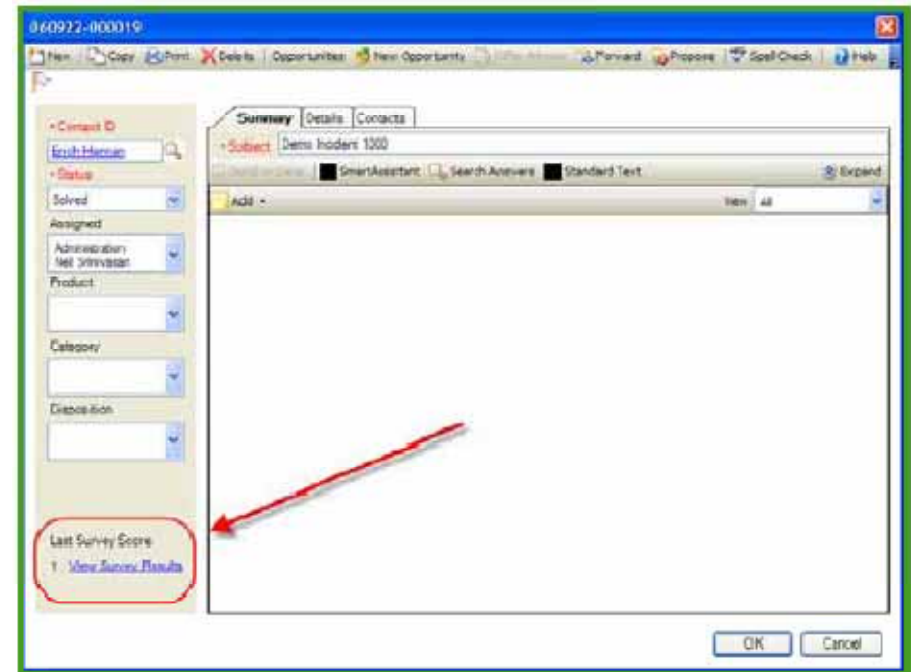 060922-000019
New Copy Print Delete Opportunities New Opportunity Forward Propose Spell Check Help
*Contact ID
*Status
Solved
Assigned
Administration
Neil Srinivasan
Product
Category
Disposition
Last Survey Score
1 View Survey Results
Summary Details Contacts
*Subject Demo Incident 1000
SmartAssistant Search Answers Standard Text Expand
Add View All
OK Cancel